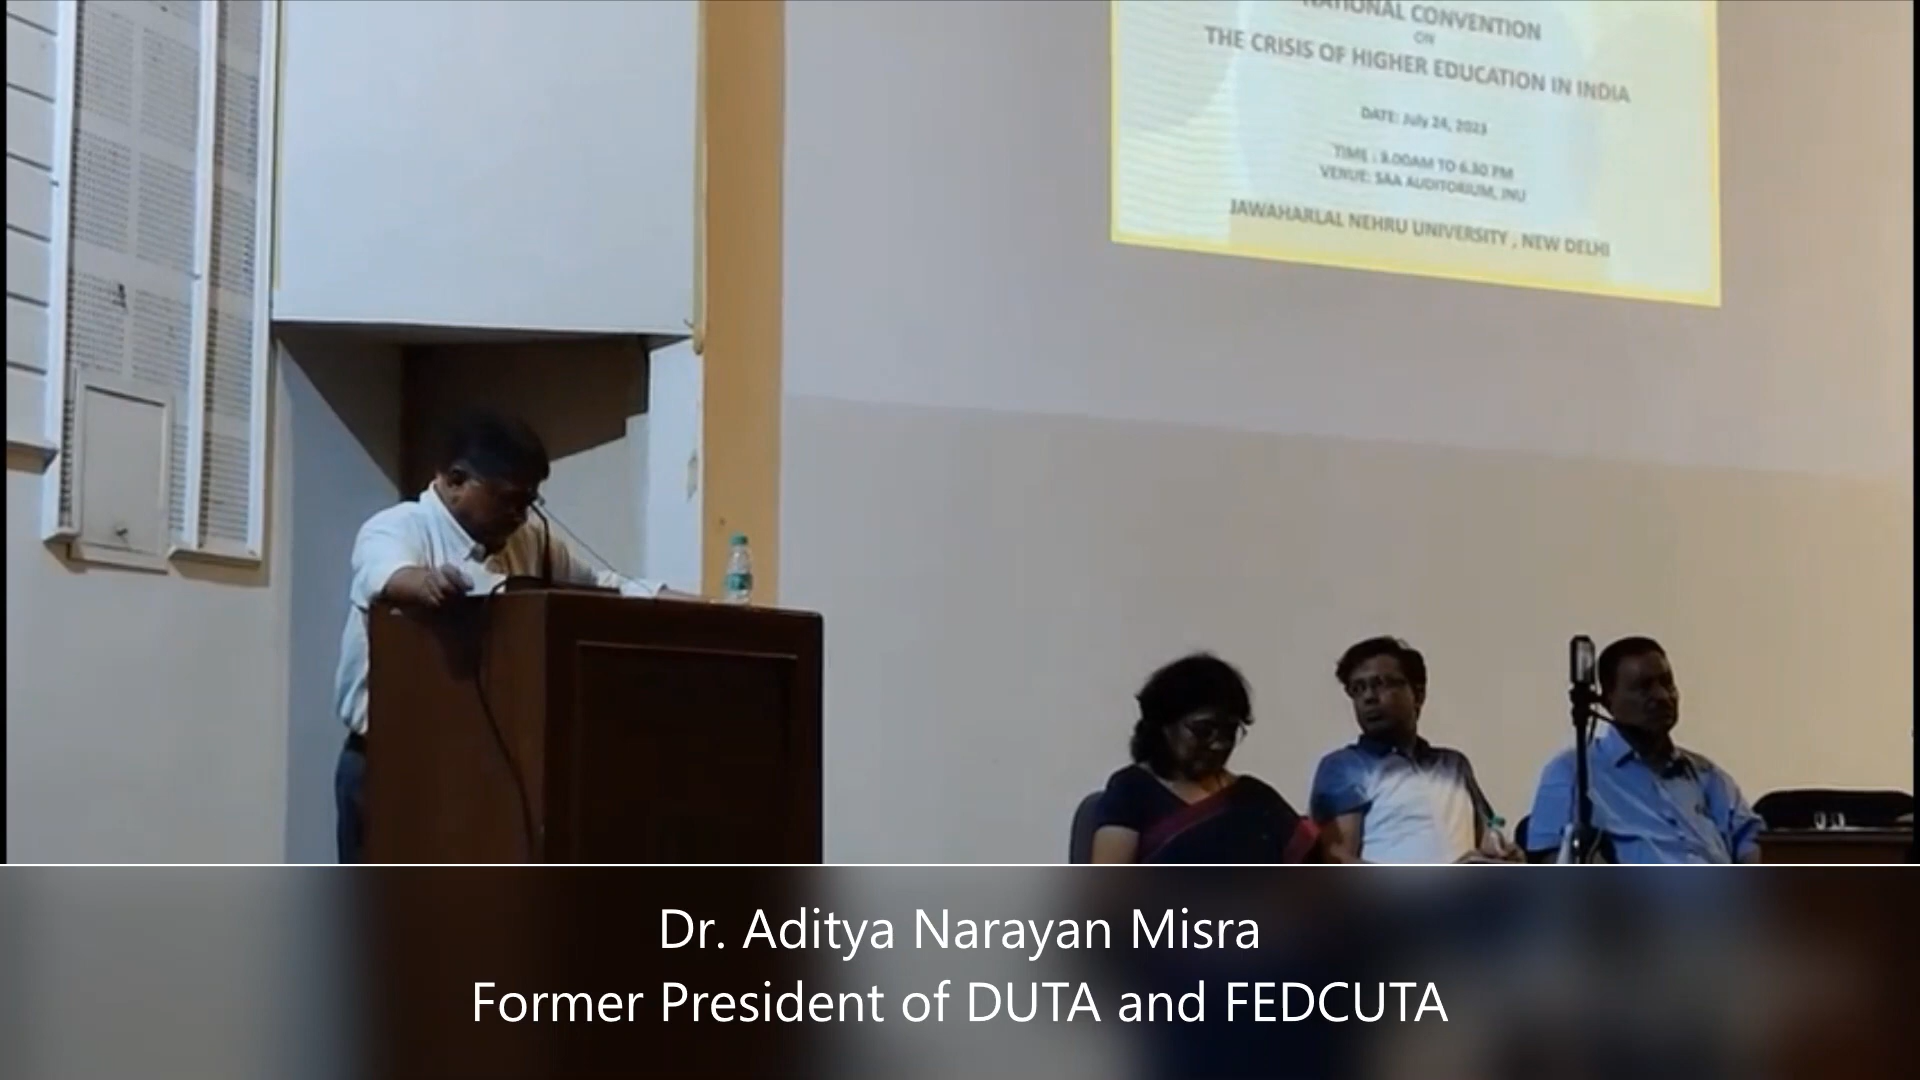 NATIONAL CONVENTION
ON
THE CRISIS OF HIGHER EDUCATION IN INDIA
DATE: July 24, 2023
TIME : 9.00AM TO 6.30 PM
VENUE: SAA AUDITORIUM, JNU
JAWAHARLAL NEHRU UNIVERSITY , NEW DELHI
Dr. Aditya Narayan Misra
Former President of DUTA and FEDCUTA